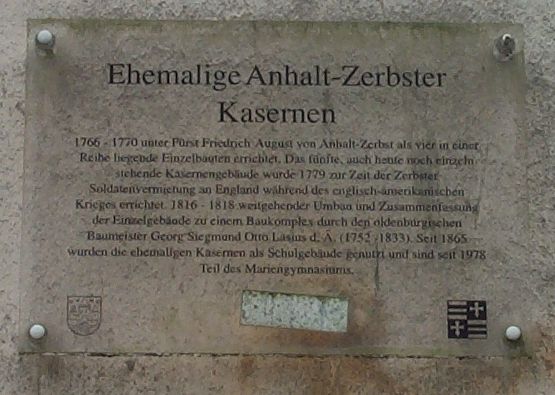 Ehemalige Anhalt-Zerbster
Kasernen
1766 - 1770 unter Fürst Friedrich August von Anhalt-Zerbst als vier in einer
Reihe liegende Einzelbauten errichtet. Das fünfte, auch heute noch einzeln
stehende Kasernengebäude wurde 1779 zur Zeit der Zerbster
Soldatenvermietung an England während des englisch-amerikanischen
Krieges errichtet. 1816 - 1818 weitgehender Umbau und Zusammenfassung
der Einzelgebäude zu einem Baukomplex durch den oldenburgischen
Baumeister Georg Siegmund Otto Lasius d. Ä. (1752 -1833). Seit 1865
wurden die ehemaligen Kasernen als Schulgebäude genutzt und sind seit 1978
Teil des Mariengymnasiums.